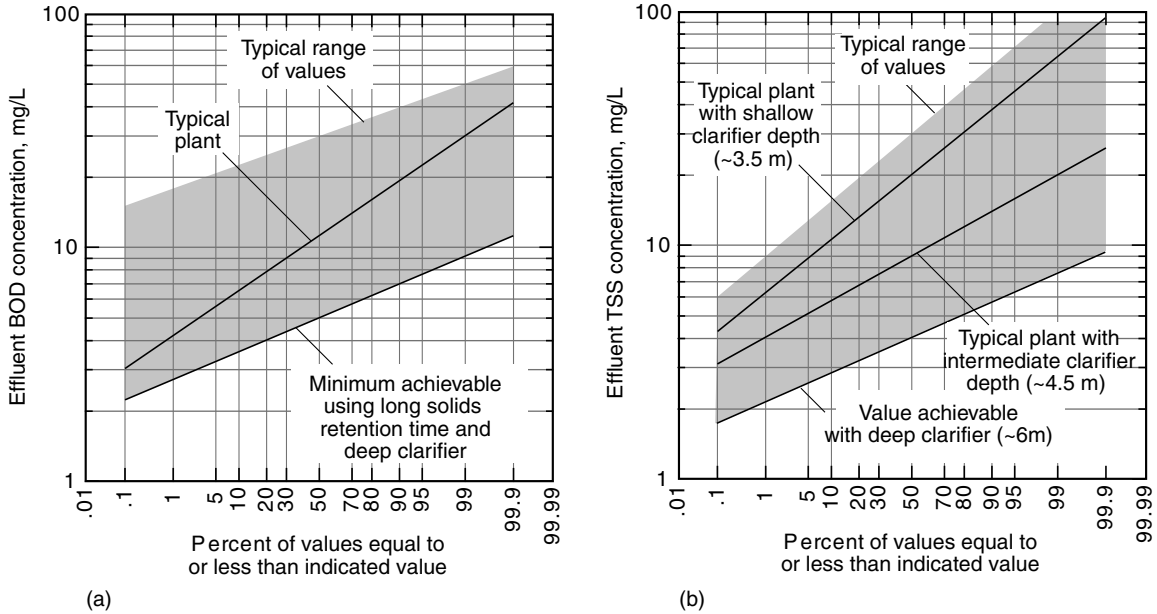 100
10
1
Effluent BOD concentration, mg/L
Typical range
of values
Typical
plant
Minimum achievable
using long solids
retention time and
deep clarifier
.01
.1
1
5
10
20
30
50
70
80
90
95
99
99.9
99.99
Percent of values equal to
or less than indicated value
(a)
100
10
1
Effluent TSS concentration, mg/L
Typical range
of values
Typical plant
with shallow
clarifier depth
(~3.5 m)
Typical plant with
intermediate clarifier
depth (~4.5 m)
Value achievable
with deep clarifier (~6m)
.01
.1
1
5
10
20
30
50
70
80
90
95
99
99.9
99.99
Percent of values equal to
or less than indicated value
(b)